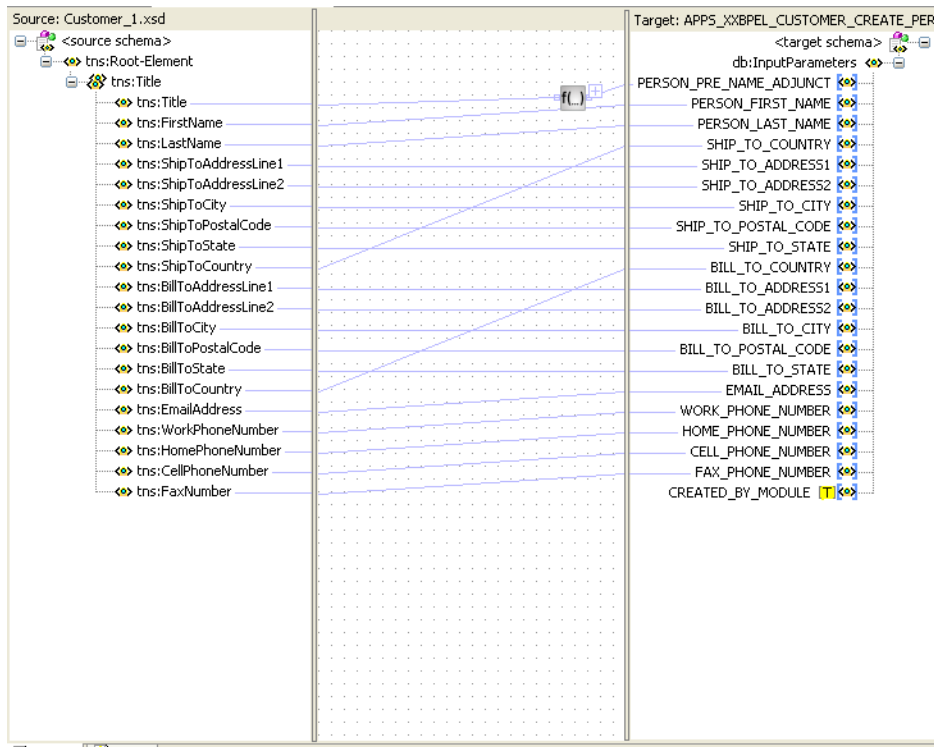 Source: Customer_1.xsd
<source schema>
tns:Root-Element
tns:Title
tns:Title
tns:FirstName
tns:LastName
tns:ShipToAddressLine1
tns:ShipToAddressLine2
tns:ShipToCity
tns:ShipToPostalCode
tns:ShipToState
tns:ShipToCountry
tns:BillToAddressLine1
tns:BillToAddressLine2
tns:BillToCity
tns:BillToPostalCode
tns:BillToState
tns:BillToCountry
tns:EmailAddress
tns:WorkPhoneNumber
tns:HomePhoneNumber
tns:CellPhoneNumber
tns:FaxNumber
f(...)
Target: APPS_XXBPEL_CUSTOMER_CREATE_PER
<target schema>
db:InputParameters
PERSON_PRE_NAME_ADJUNCT
PERSON_FIRST_NAME
PERSON_LAST_NAME
SHIP_TO_COUNTRY
SHIP_TO_ADDRESS1
SHIP_TO_ADDRESS2
SHIP_TO_CITY
SHIP_TO_POSTAL_CODE
SHIP_TO_STATE
BILL_TO_COUNTRY
BILL_TO_ADDRESS1
BILL_TO_ADDRESS2
BILL_TO_CITY
BILL_TO_POSTAL_CODE
BILL_TO_STATE
EMAIL_ADDRESS
WORK_PHONE_NUMBER
HOME_PHONE_NUMBER
CELL_PHONE_NUMBER
FAX_PHONE_NUMBER
CREATED_BY_MODULE [T]